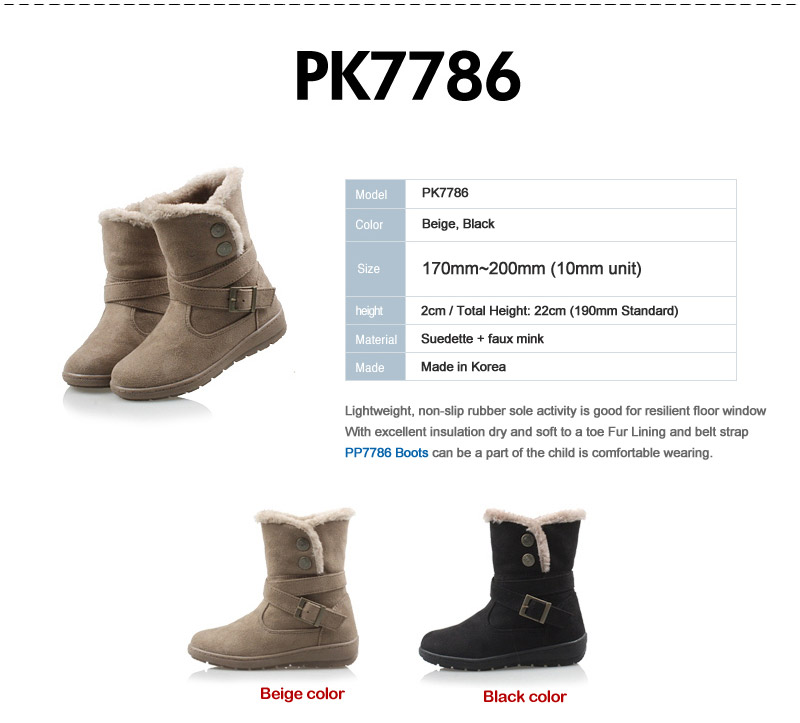 PK7786
Model PK7786
Color Beige, Black
Size 170mm~200mm (10mm unit)
height 2cm / Total Height: 22cm (190mm Standard)
Material Suedette + faux mink
Made Made in Korea
Lightweight, non-slip rubber sole activity is good for resilient floor window
With excellent insulation dry and soft to a toe Fur Lining and belt strap
PP7786 Boots can be a part of the child is comfortable wearing.
Beige color
Black color